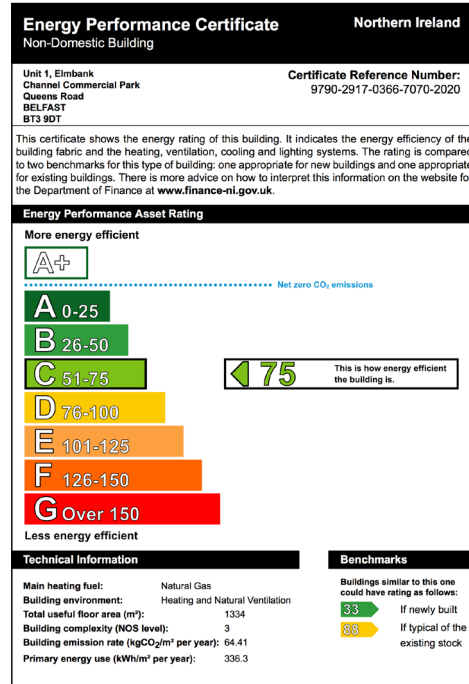 Energy Performance Certificate
Northern Ireland
Non-Domestic Building
Unit 1, Elmbank
Channel Commercial Park
Queens Road
BELFAST
BT3 9DT
Certificate Reference Number:
9790-2917-0366-7070-2020
This certificate shows the energy rating of this building. It indicates the energy efficiency of the
building fabric and the heating, ventilation, cooling and lighting systems. The rating is compared
to two benchmarks for this type of building: one appropriate for new buildings and one appropriate
for existing buildings. There is more advice on how to interpret this information on the website fo
the Department of Finance at www.finance-ni.gov.uk.
Energy Performance Asset Rating
More energy efficient
A+
Net zero CO₂ emissions
A 0-25
B 26-50
C 51-75
75
This is how energy efficient
the building is.
D 76-100
E 101-125
F 126-150
G Over 150
Less energy efficient
Technical Information
Main heating fuel: Natural Gas
Building environment: Heating and Natural Ventilation
Total useful floor area (m²): 1334
Building complexity (NOS level): 3
Building emission rate (kgCO₂/m² per year): 64.41
Primary energy use (kWh/m² per year): 336.3
Benchmarks
Buildings similar to this one
could have rating as follows:
33 If newly built
88 If typical of the
existing stock